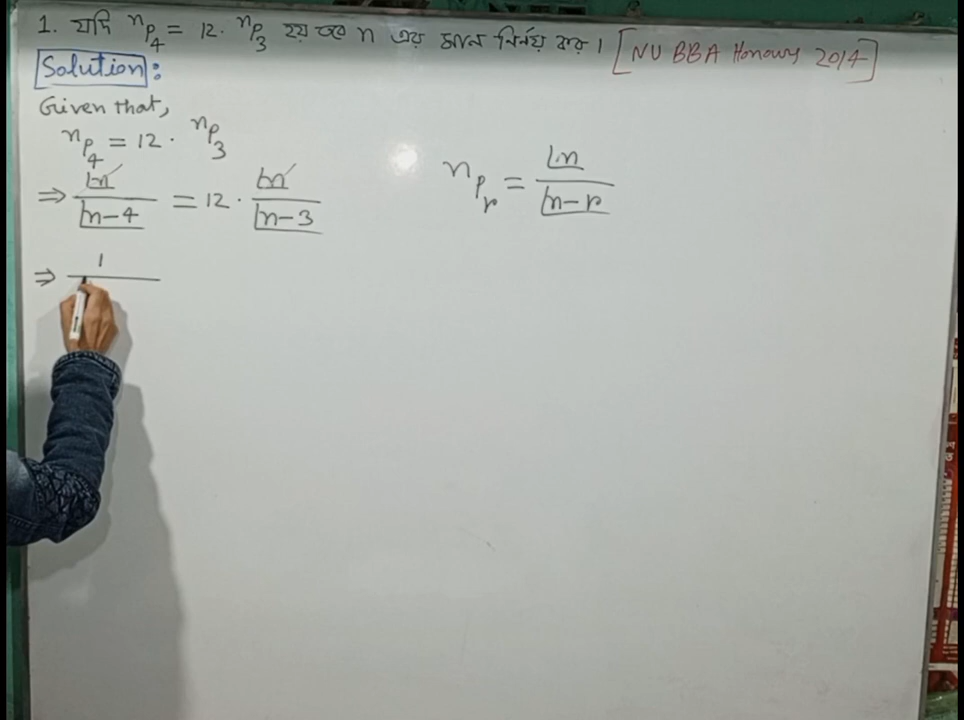 1. যদি ⁿP₄ = 12 · ⁿP₃ হয় তবে n এর মান নির্নয় কর। [NU BBA Honours 2014]
Solution:
Given that,
ⁿP₄ = 12 · ⁿP₃
⇒ |n / |n-4 = 12 · |n / |n-3
ⁿPᵣ = |n / |n-r
⇒ 1